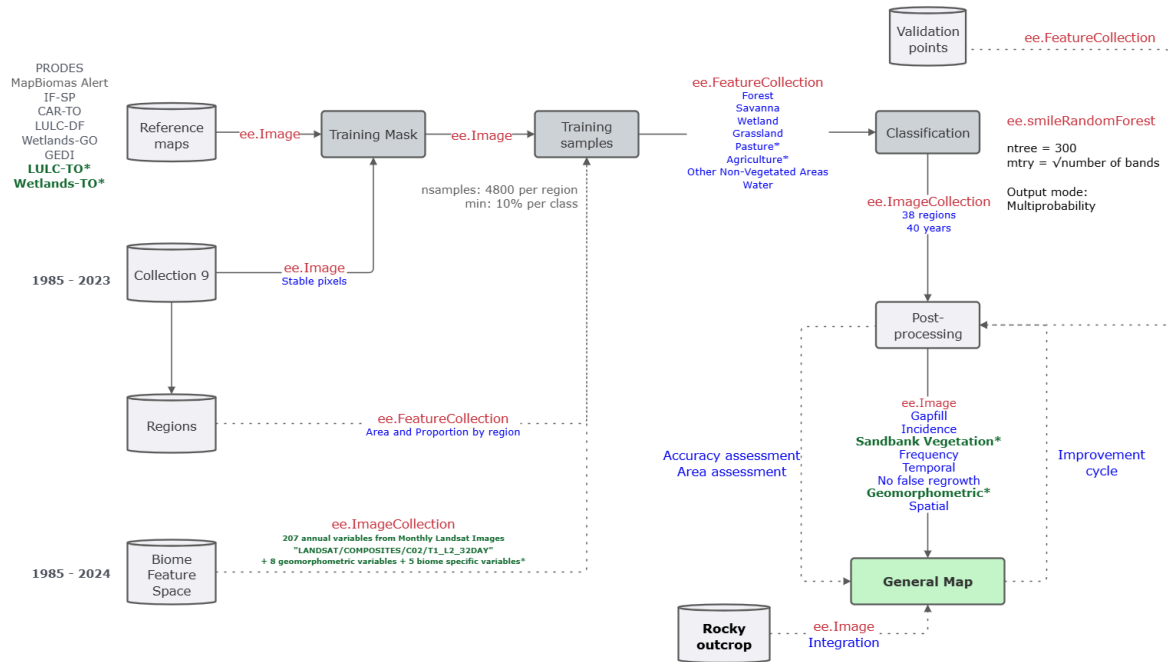 PRODES
MapBiomas Alert
IF-SP
CAR-TO
LULC-DF
Wetlands-GO
GEDI
LULC-TO*
Wetlands-TO*
Reference
maps
ee.Image
Training Mask
ee.Image
Training
samples
nsamples: 4800 per region
min: 10% per class
ee.FeatureCollection
Forest
Savanna
Wetland
Grassland
Pasture*
Agriculture*
Other Non-Vegetated Areas
Water
Classification
Validation
points
ee.FeatureCollection
ee.smileRandomForest
ntree = 300
mtry = √number of bands
Output mode:
Multiprobability
ee.ImageCollection
38 regions
40 years
1985 - 2023
Collection 9
ee.Image
Stable pixels
Regions
ee.FeatureCollection
Area and Proportion by region
1985 - 2024
Biome
Feature
Space
ee.ImageCollection
207 annual variables from Monthly Landsat Images
"LANDSAT/COMPOSITES/C02/T1_L2_32DAY"
+ 8 geomorphometric variables + 5 biome specific variables*
Post-
processing
Accuracy assessment
Area assessment
ee.Image
Gapfill
Incidence
Sandbank Vegetation*
Frequency
Temporal
No false regrowth
Geomorphometric*
Spatial
Improvement
cycle
General Map
Rocky
outcrop
ee.Image
Integration